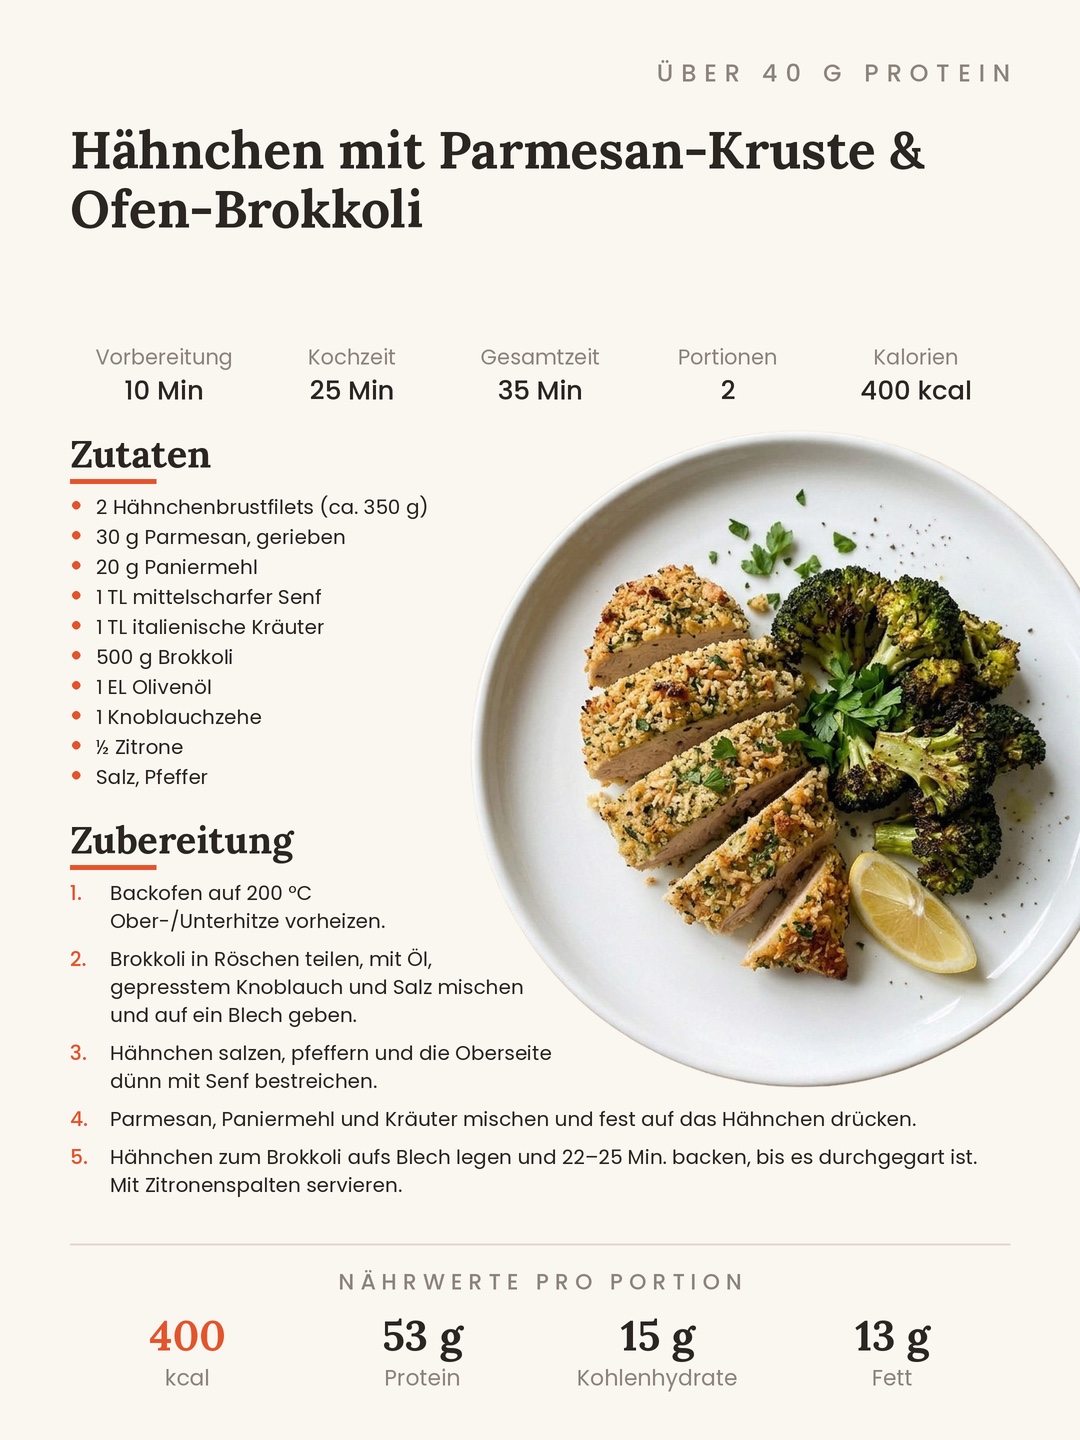 ÜBER 40 G PROTEIN
Hähnchen mit Parmesan-Kruste &
Ofen-Brokkoli
Vorbereitung
10 Min
Kochzeit
25 Min
Gesamtzeit
35 Min
Portionen
2
Kalorien
400 kcal
Zutaten
• 2 Hähnchenbrustfilets (ca. 350 g)
• 30 g Parmesan, gerieben
• 20 g Paniermehl
• 1 TL mittelscharfer Senf
• 1 TL italienische Kräuter
• 500 g Brokkoli
• 1 EL Olivenöl
• 1 Knoblauchzehe
• ½ Zitrone
• Salz, Pfeffer
Zubereitung
1. Backofen auf 200 °C
Ober-/Unterhitze vorheizen.
2. Brokkoli in Röschen teilen, mit Öl,
gepresstem Knoblauch und Salz mischen
und auf ein Blech geben.
3. Hähnchen salzen, pfeffern und die Oberseite
dünn mit Senf bestreichen.
4. Parmesan, Paniermehl und Kräuter mischen und fest auf das Hähnchen drücken.
5. Hähnchen zum Brokkoli aufs Blech legen und 22–25 Min. backen, bis es durchgegart ist.
Mit Zitronenspalten servieren.
NÄHRWERTE PRO PORTION
400
kcal
53 g
Protein
15 g
Kohlenhydrate
13 g
Fett